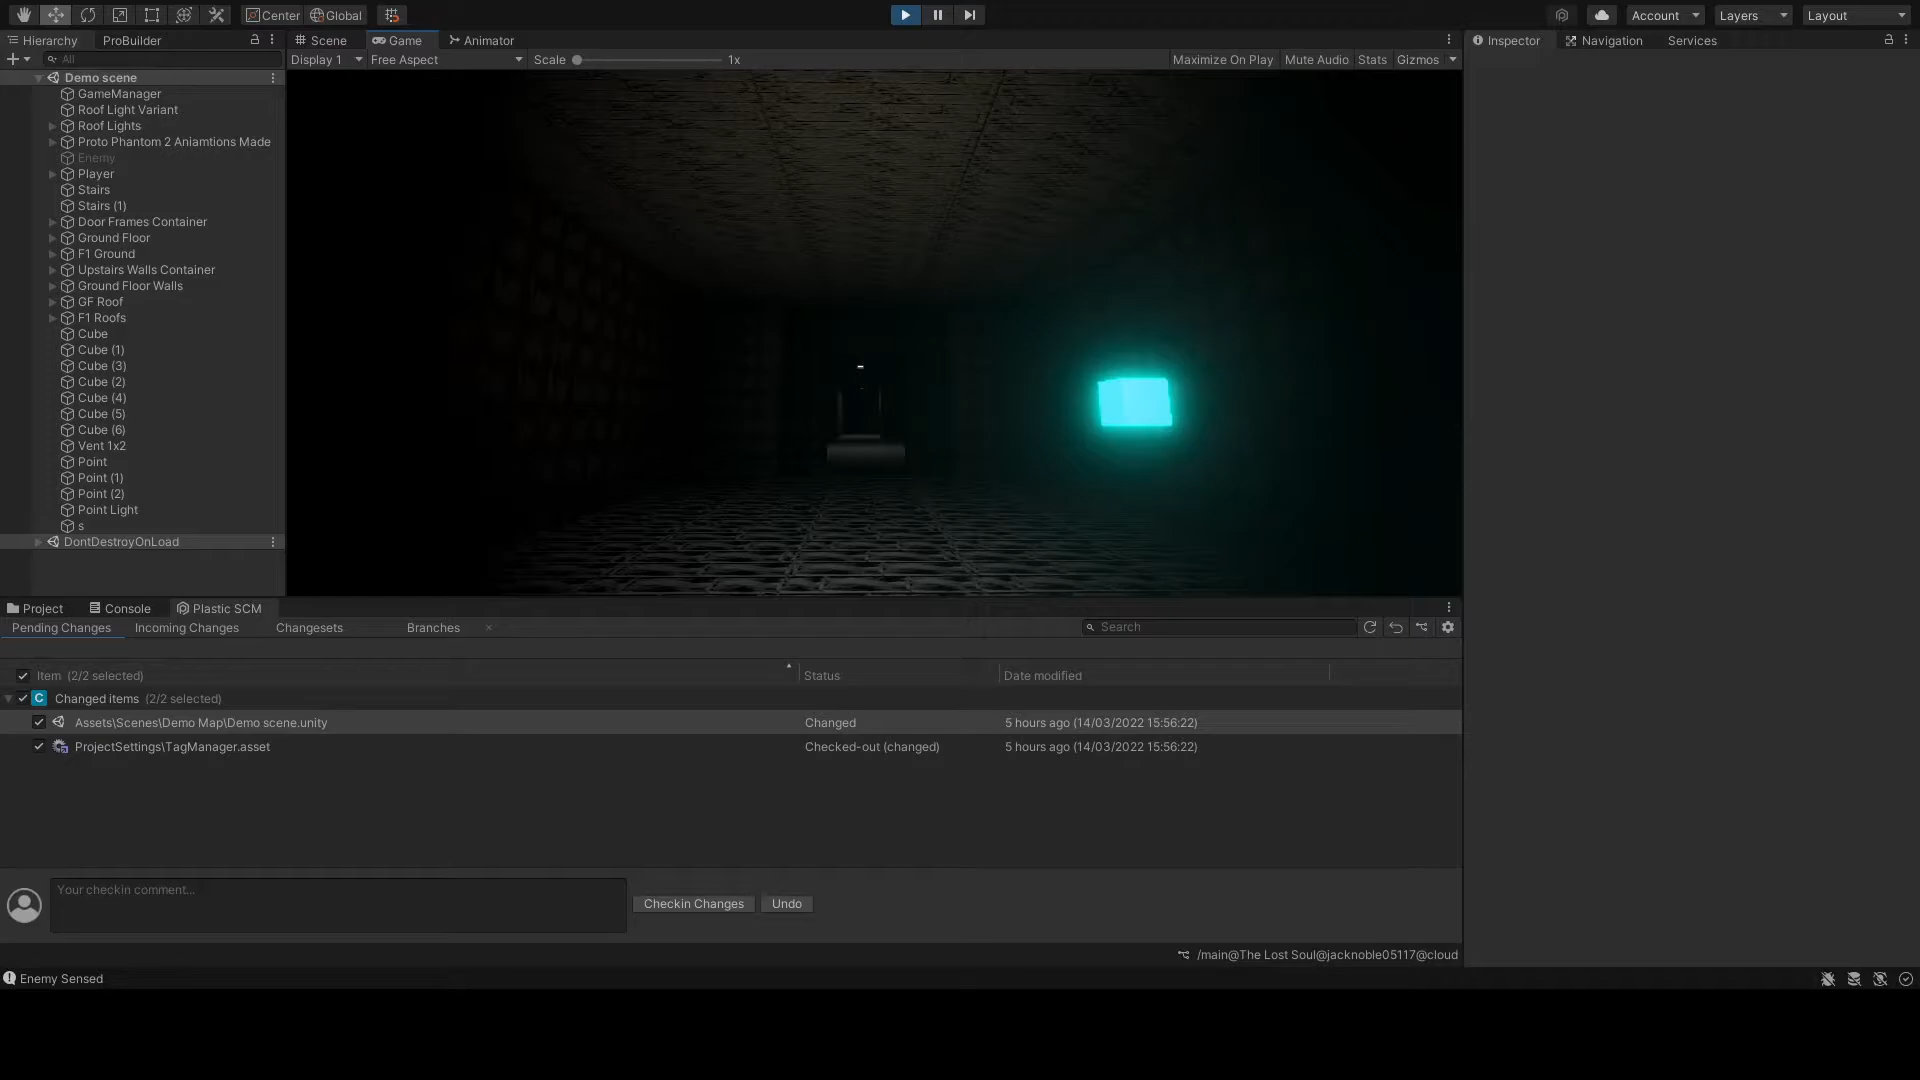 Center Global Account Layers Layout
Hierarchy ProBuilder Scene Game Animator Inspector Navigation Services
All Display 1 Free Aspect Scale 1x Maximize On Play Mute Audio Stats Gizmos
Demo scene
GameManager
Roof Light Variant
Roof Lights
Proto Phantom 2 Aniamtions Made
Enemy
Player
Stairs
Stairs (1)
Door Frames Container
Ground Floor
F1 Ground
Upstairs Walls Container
Ground Floor Walls
GF Roof
F1 Roofs
Cube
Cube (1)
Cube (3)
Cube (2)
Cube (4)
Cube (5)
Cube (6)
Vent 1x2
Point
Point (1)
Point (2)
Point Light
s
DontDestroyOnLoad
Project Console Plastic SCM
Pending Changes Incoming Changes Changesets Branches Search
Item (2/2 selected) Status Date modified
C Changed items (2/2 selected)
Assets\Scenes\Demo Map\Demo scene.unity Changed 5 hours ago (14/03/2022 15:56:22)
ProjectSettings\TagManager.asset Checked-out (changed) 5 hours ago (14/03/2022 15:56:22)
Your checkin comment...
Checkin Changes Undo
/main@The Lost Soul@jacknoble05117@cloud
Enemy Sensed